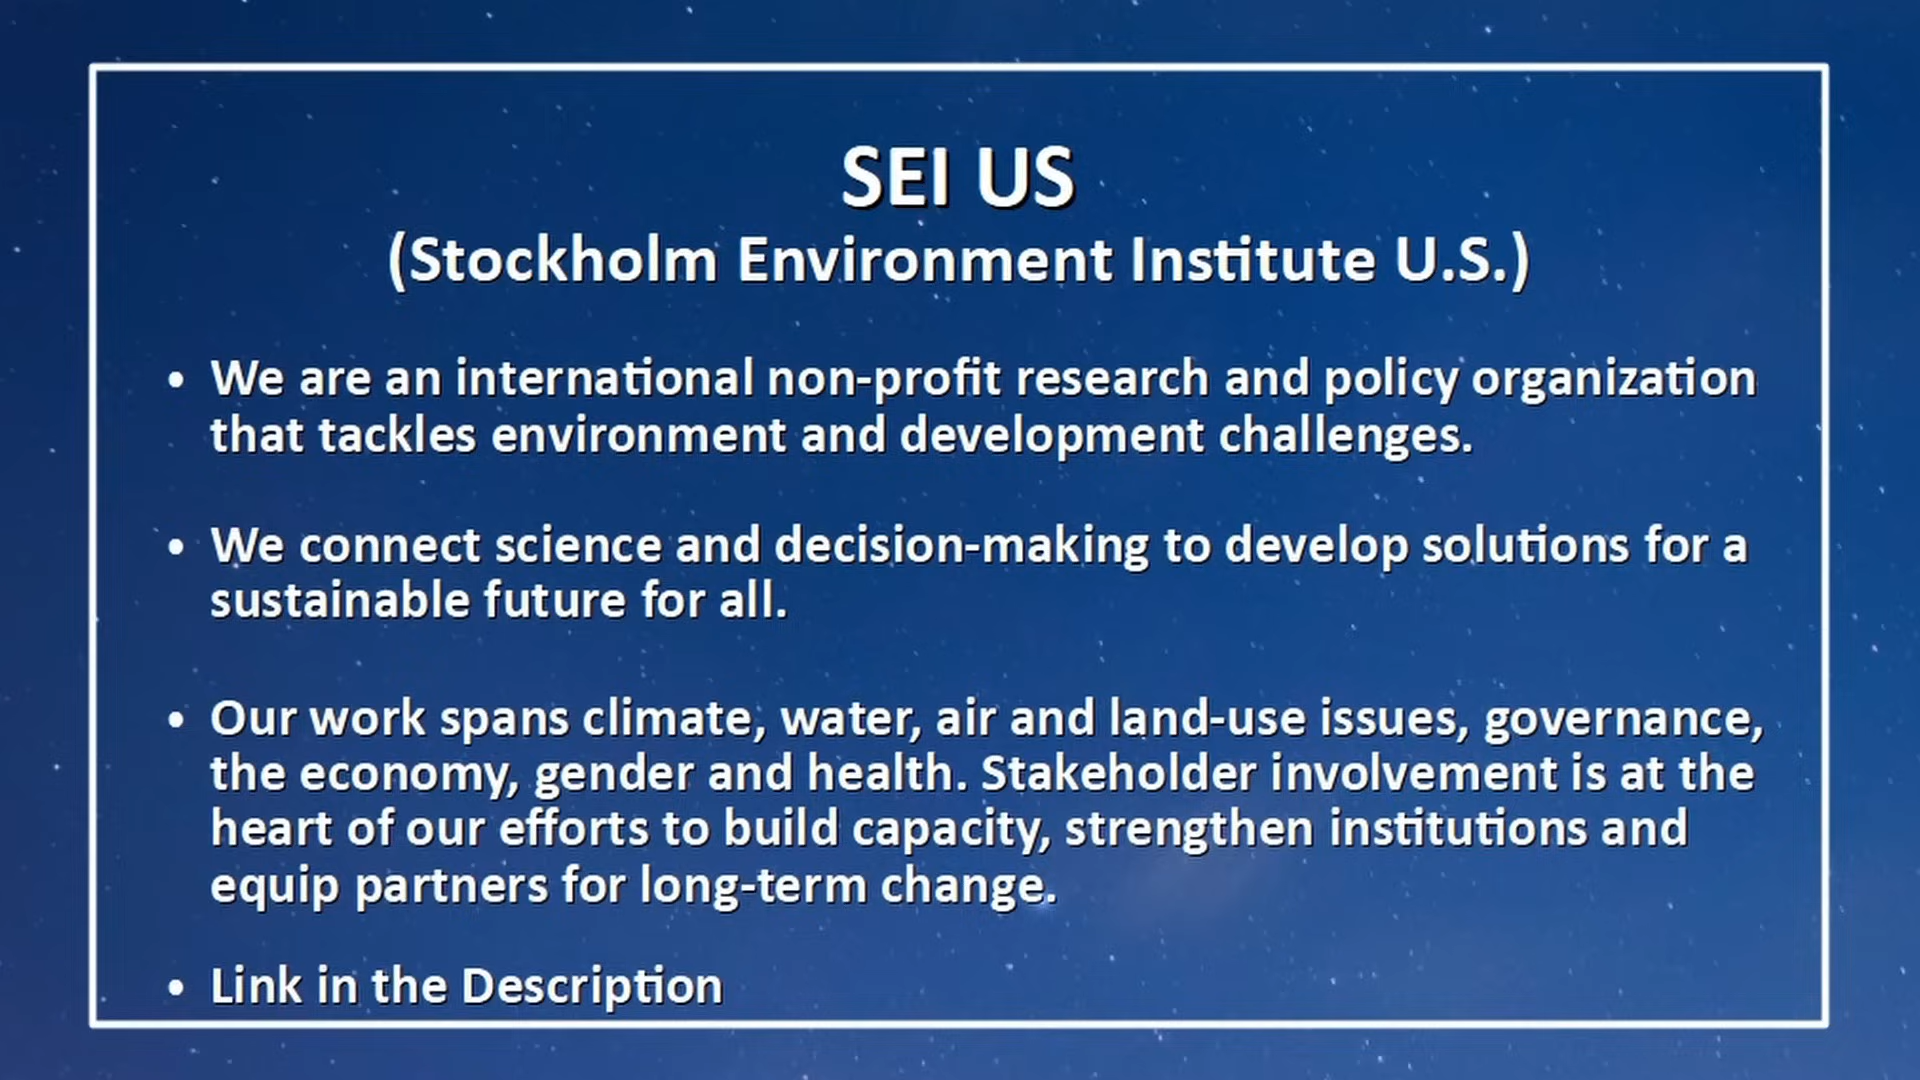 SEI US
(Stockholm Environment Institute U.S.)
• We are an international non-profit research and policy organization
that tackles environment and development challenges.
• We connect science and decision-making to develop solutions for a
sustainable future for all.
• Our work spans climate, water, air and land-use issues, governance,
the economy, gender and health. Stakeholder involvement is at the
heart of our efforts to build capacity, strengthen institutions and
equip partners for long-term change.
• Link in the Description